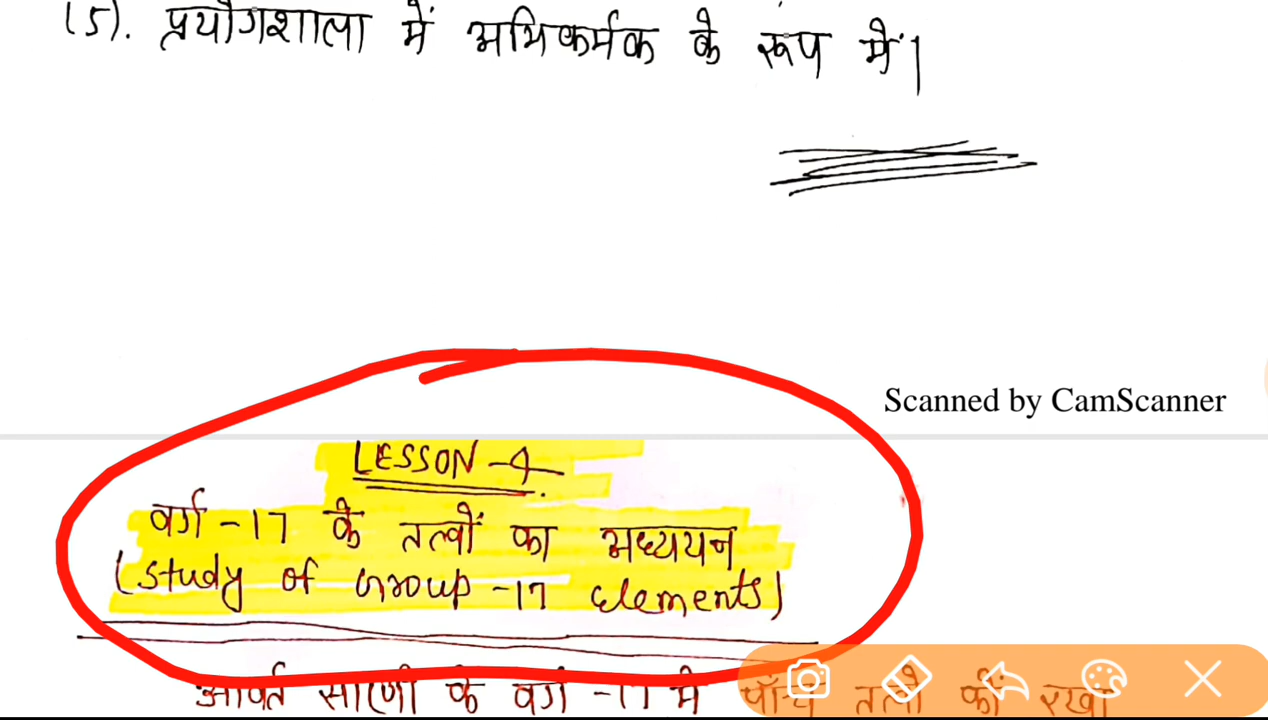 (5). प्रयोगशाला में अभिकर्मक के रूप में।
Scanned by CamScanner
LESSON-4
वर्ग-17 के तत्वों का अध्ययन
(Study of Group-17 elements)
आवर्त सारणी के वर्ग -17 में पाँच तत्वों को रखा